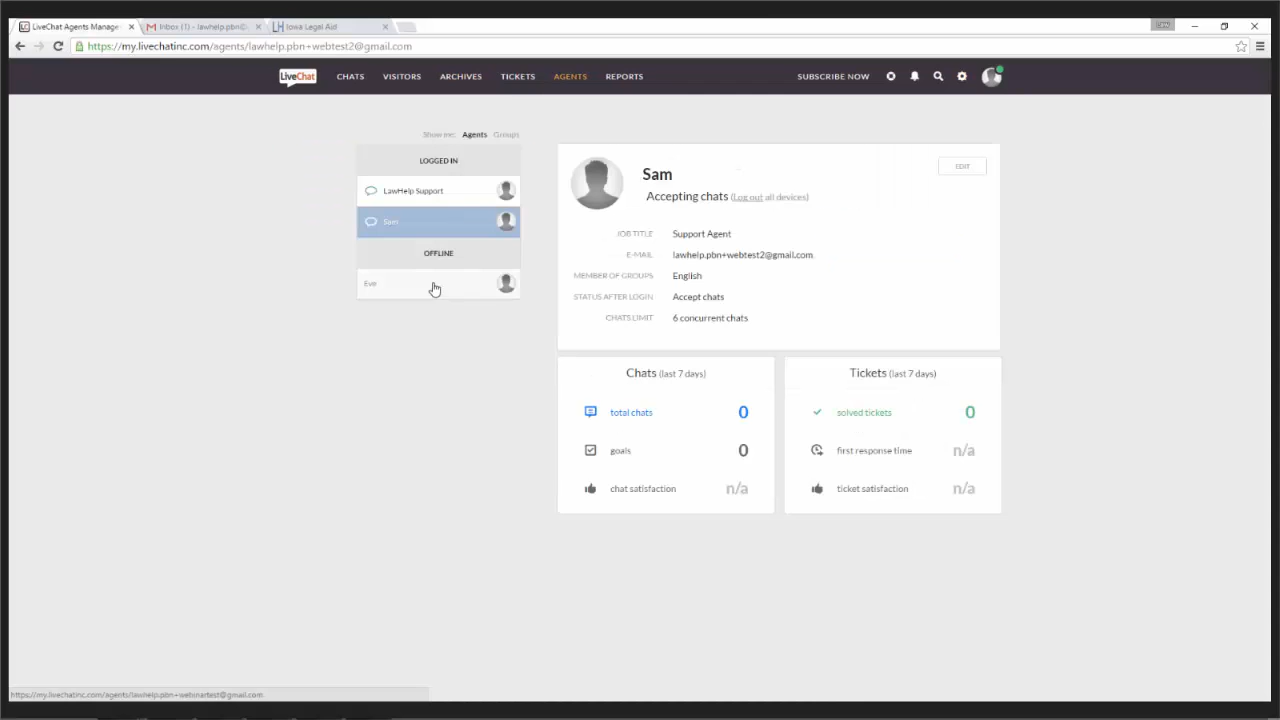 LiveChat Agents Manage
Inbox (1) - lawhelp.pbn@
Iowa Legal Aid
law
https://my.livechatinc.com/agents/lawhelp.pbn+webtest2@gmail.com
LiveChat
CHATS
VISITORS
ARCHIVES
TICKETS
AGENTS
REPORTS
SUBSCRIBE NOW
Show me: Agents Groups
LOGGED IN
LawHelp Support
Sam
OFFLINE
Eve
Sam
EDIT
Accepting chats (Log out all devices)
JOB TITLE Support Agent
E-MAIL lawhelp.pbn+webtest2@gmail.com
MEMBER OF GROUPS English
STATUS AFTER LOGIN Accept chats
CHATS LIMIT 6 concurrent chats
Chats (last 7 days)
total chats 0
goals 0
chat satisfaction n/a
Tickets (last 7 days)
solved tickets 0
first response time n/a
ticket satisfaction n/a
https://my.livechatinc.com/agents/lawhelp.pbn+webinartest@gmail.com